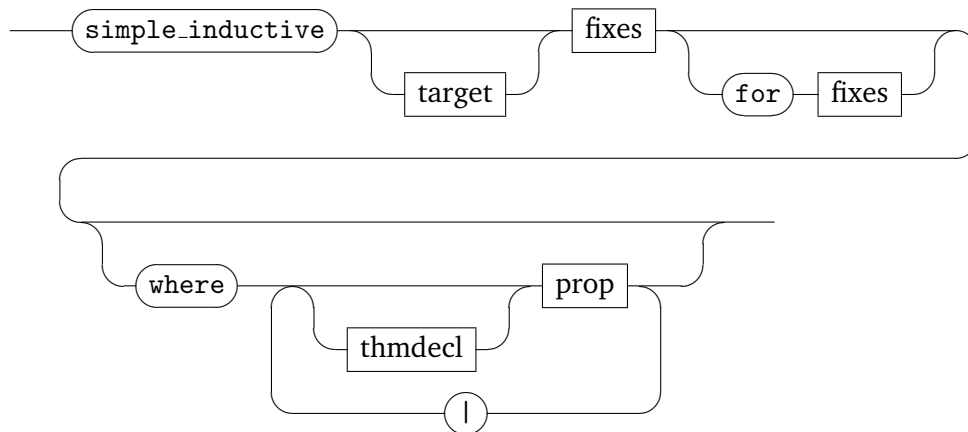 simple_inductive fixes
target for fixes
where prop
thmdecl
|